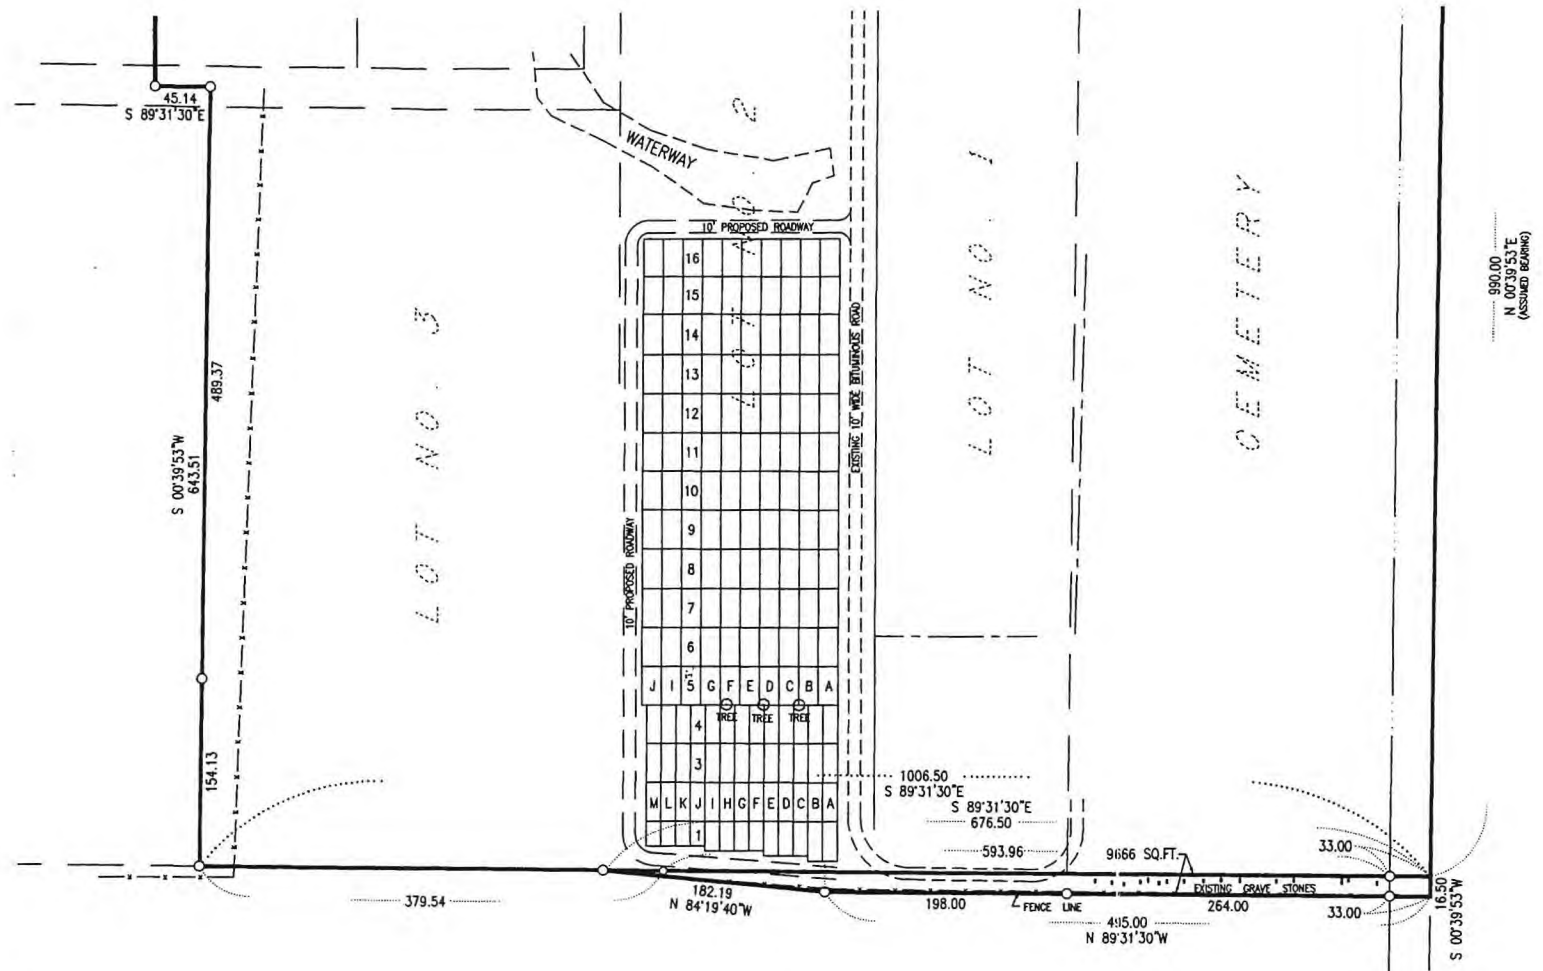 45.14
S 89°31'30"E
WATERWAY
LOT NO. 2
10' PROPOSED ROADWAY
16
15
14
13
12
11
10
9
8
7
6
J I 5 G F E D C B A
TREE TREE TREE
4
3
M L K J I H G F E D C B A
1
10' PROPOSED ROADWAY
EXISTING 10' WIDE BITUMINOUS ROAD
LOT NO. 3
LOT NO. 1
CEMETERY
990.00
N 00°39'53"E
(ASSUMED BEARING)
489.37
S 00°39'53"W
643.51
154.13
1006.50
S 89°31'30"E
S 89°31'30"E
676.50
593.96
9666 SQ.FT.
33.00
EXISTING GRAVE STONES
379.54
182.19
N 84°19'40"W
198.00
FENCE LINE
264.00
33.00
495.00
N 89°31'30"W
16.50
S 00°39'53"W